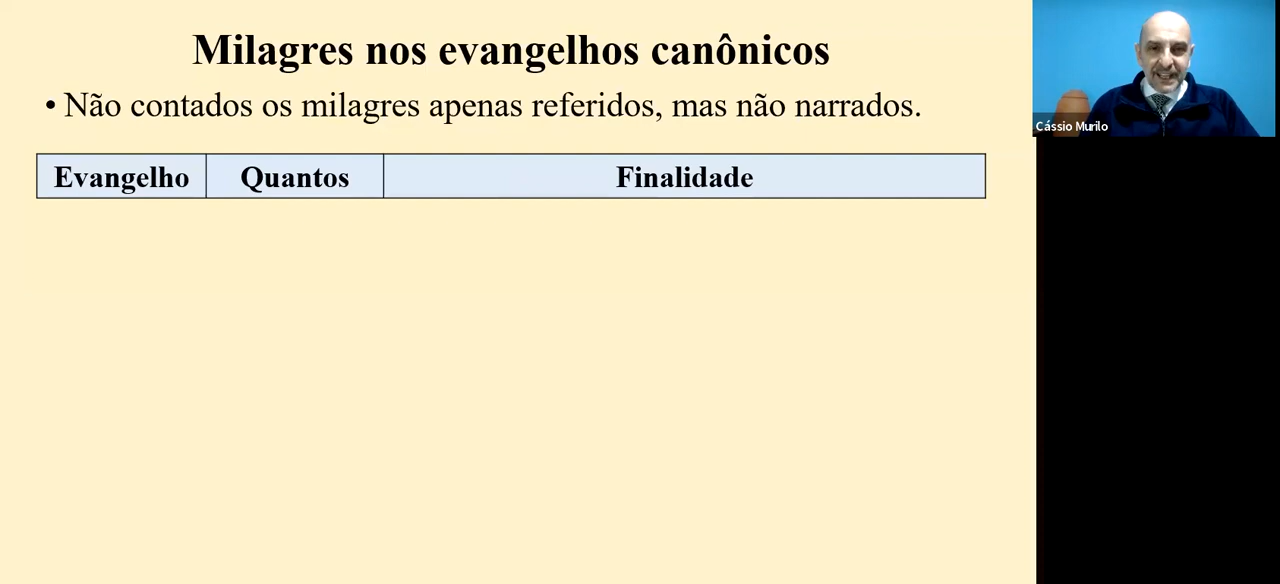 Milagres nos evangelhos canônicos
• Não contados os milagres apenas referidos, mas não narrados.
Evangelho Quantos Finalidade
Cássio Murilo